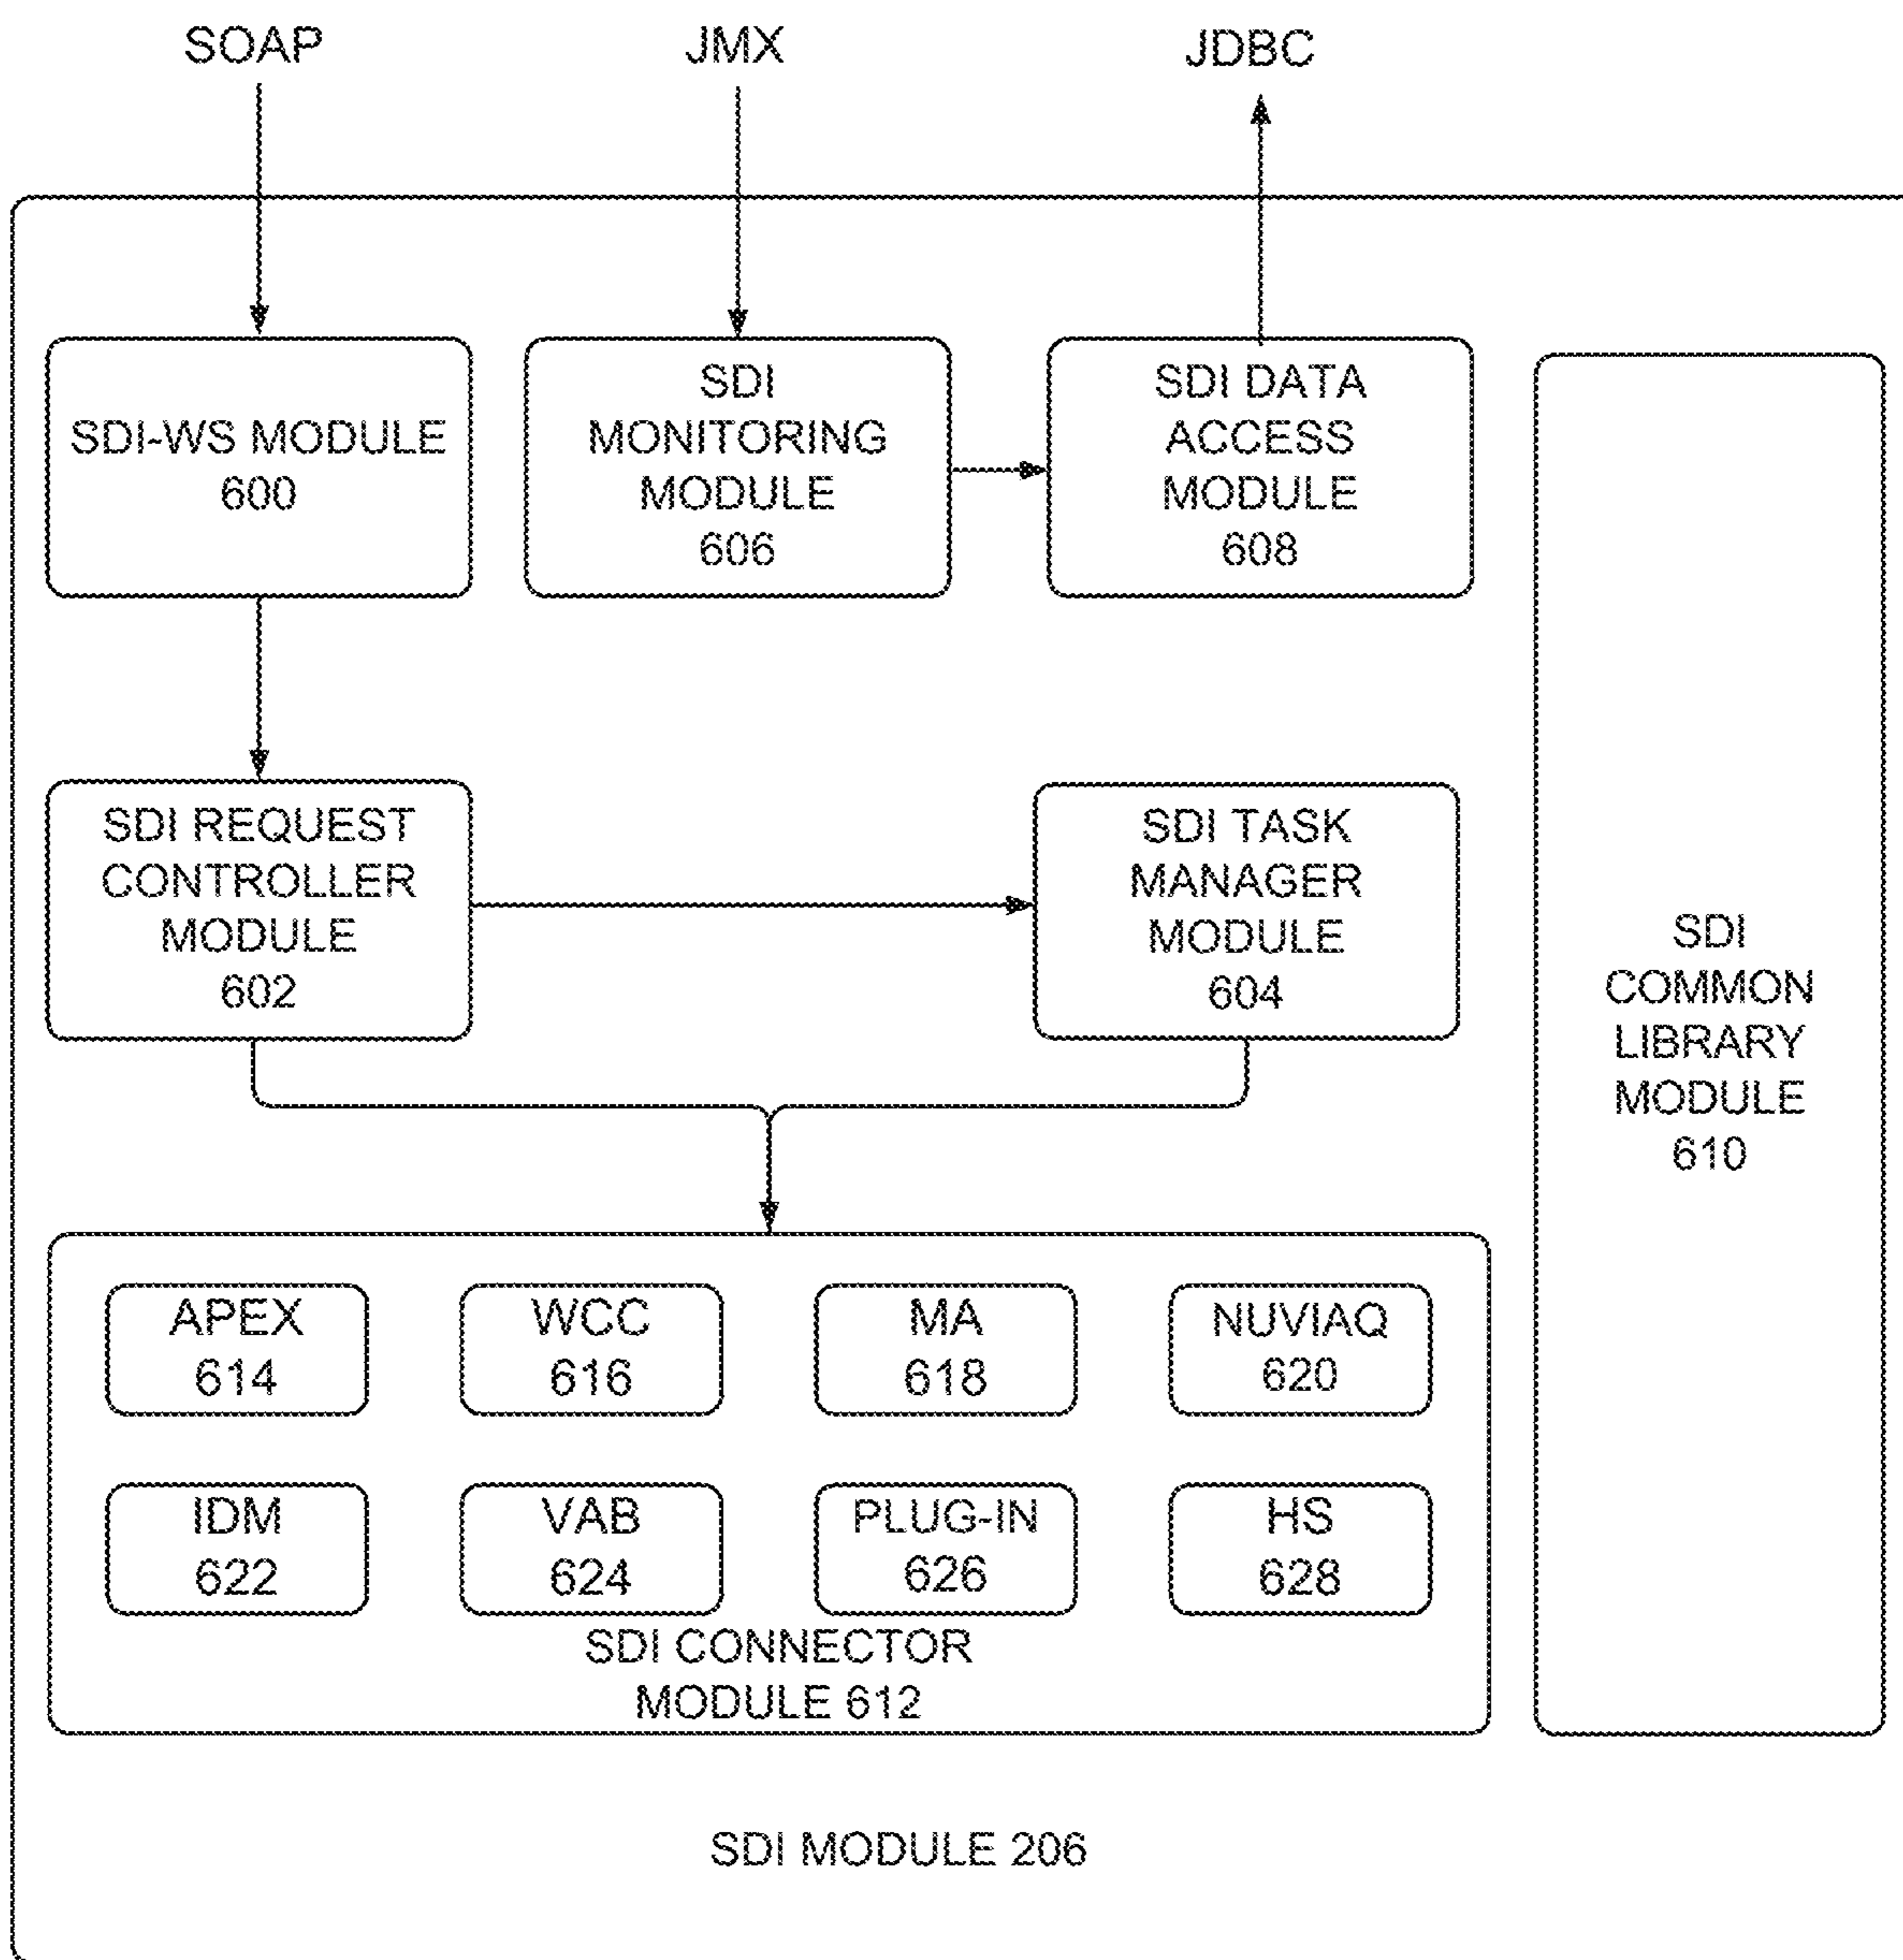 SOAP
JMX
JDBC
SDI-WS MODULE
600
SDI
MONITORING
MODULE
606
SDI DATA
ACCESS
MODULE
608
SDI REQUEST
CONTROLLER
MODULE
602
SDI TASK
MANAGER
MODULE
604
SDI
COMMON
LIBRARY
MODULE
610
APEX
614
WCC
616
MA
618
NUVIAQ
620
IDM
622
VAB
624
PLUG-IN
626
HS
628
SDI CONNECTOR
MODULE 612
SDI MODULE 206